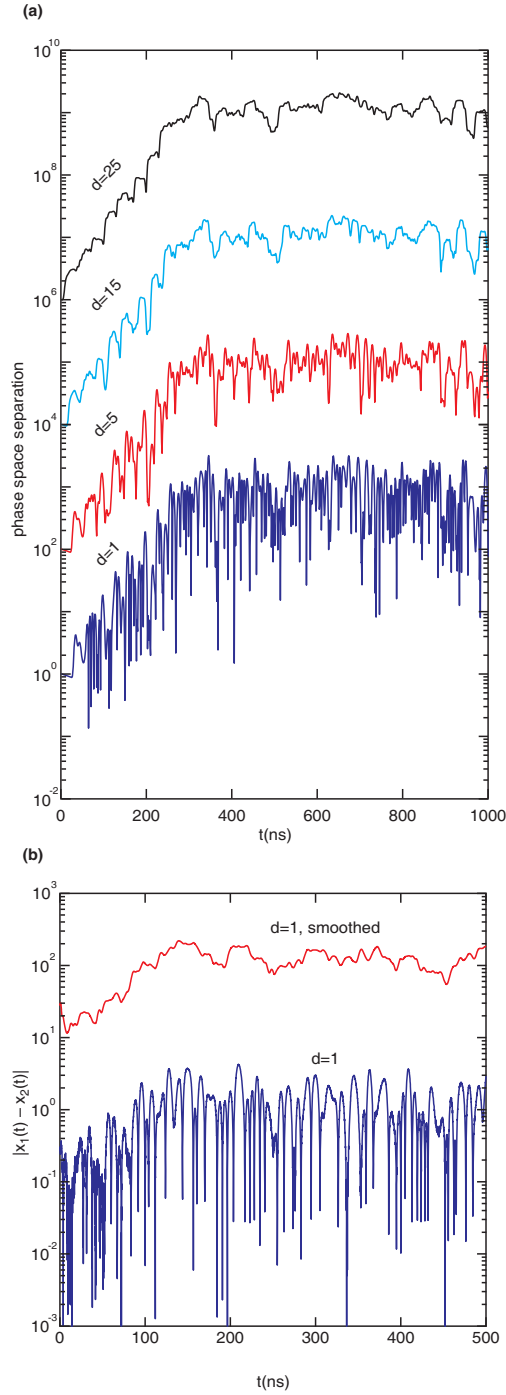 (a)
10^10
10^8
10^6
10^4
10^2
10^0
10^-2
phase space separation
d=25
d=15
d=5
d=1
0 200 400 600 800 1000
t(ns)
(b)
10^3
10^2
10^1
10^0
10^-1
10^-2
10^-3
|x_1(t) − x_2(t)|
d=1, smoothed
d=1
0 100 200 300 400 500
t(ns)